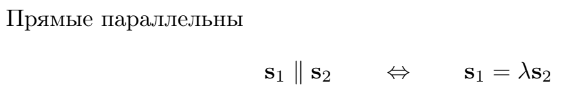 Прямые параллельны
s₁ ∥ s₂ ⇔ s₁ = λs₂